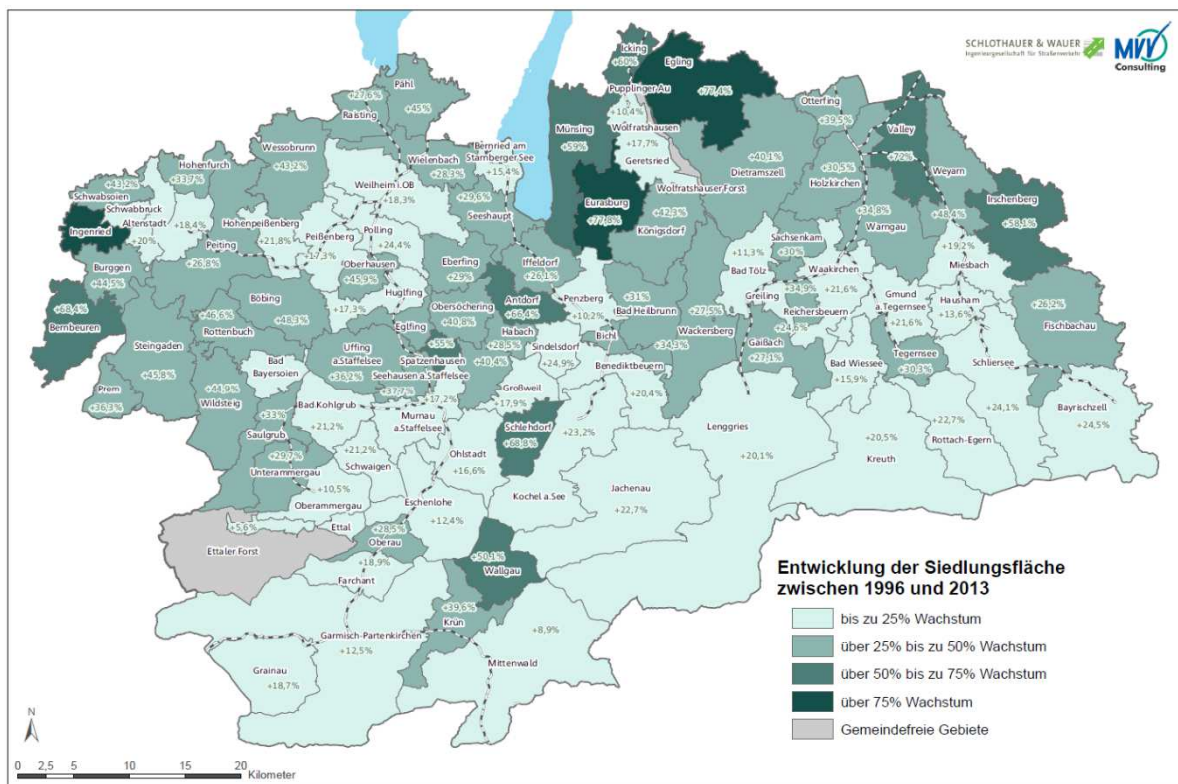 SCHLOTHAUER & WAUER
Ingenieurgesellschaft für Straßenverkehr
MVV
Consulting
Icking
+60%
Egling
+77,4%
Pähl
+45%
+27,6%
Raisting
Pupplinger Au
+10,4%
Wolfratshausen
+17,7%
Geretsried
Otterfing
+39,5%
Valley
+72%
Münsing
+59%
Wessobrunn
+43,2%
Wielenbach
+28,3%
Bernried am
Starnberger See
+15,4%
+40,1%
Dietramszell
+30,5%
Holzkirchen
Weyarn
+48,4%
Hohenfurch
+33,7%
+43,2%
Schwabsoien
Schwabbruck
Altenstadt
+20%
+18,4%
Ingenried
Weilheim i.OB
+18,3%
+29,6%
Seeshaupt
Wolfratshauser Forst
Eurasburg
+77,8%
+42,3%
Königsdorf
Irschenberg
+58,1%
+34,8%
Warngau
Hohenpeißenberg
+21,8%
Peißenberg
+17,3%
Polling
+24,4%
Peiting
+26,8%
Oberhausen
+45,9%
Huglfing
+17,3%
Eberfing
+29%
Iffeldorf
+26,1%
Sachsenkam
+30%
+11,3%
Bad Tölz
Waakirchen
+21,6%
+19,2%
Miesbach
Burggen
+44,5%
+68,4%
Bernbeuren
Böbing
+48,3%
+46,6%
Rottenbuch
Antdorf
+66,4%
Obersöchering
+40,8%
Penzberg
+10,2%
+31%
Bad Heilbrunn
Greiling
+34,9%
Reichersbeuern
+24,6%
Gmund
a.Tegernsee
+21,6%
Hausham
+13,6%
+26,2%
Fischbachau
Steingaden
+45,8%
Eglfing
+55%
Spatzenhausen
Habach
+28,5%
+40,4%
Sindelsdorf
+24,9%
Bichl
+34,3%
+27,5%
Wackersberg
Gaißach
+27,1%
Uffing
a.Staffelsee
+36,2%
Seehausen a.Staffelsee
+37,7%
+17,2%
Benediktbeuern
+20,4%
Bad Wiessee
+15,9%
Tegernsee
+30,3%
Schliersee
+24,1%
Bad
Bayersoien
Prem
+36,3%
+44,9%
Wildsteig
Großweil
+17,9%
Bad Kohlgrub
+21,2%
Murnau
a.Staffelsee
Schlehdorf
+68,8%
+23,2%
Lenggries
+20,1%
Bayrischzell
+24,5%
+33%
Saulgrub
+29,7%
Unterammergau
+21,2%
Schwaigen
Ohlstadt
+16,6%
+22,7%
Rottach-Egern
+20,5%
Kreuth
+10,5%
Oberammergau
Kochel a.See
Jachenau
+22,7%
Eschenlohe
+12,4%
+5,6%
Ettal
Ettaler Forst
+28,5%
Oberau
+50,1%
Wallgau
+18,9%
Farchant
+39,6%
Krün
Garmisch-Partenkirchen
+12,5%
+8,9%
Mittenwald
Grainau
+18,7%
Entwicklung der Siedlungsfläche
zwischen 1996 und 2013
bis zu 25% Wachstum
über 25% bis zu 50% Wachstum
über 50% bis zu 75% Wachstum
über 75% Wachstum
Gemeindefreie Gebiete
N
0 2,5 5 10 15 20
Kilometer